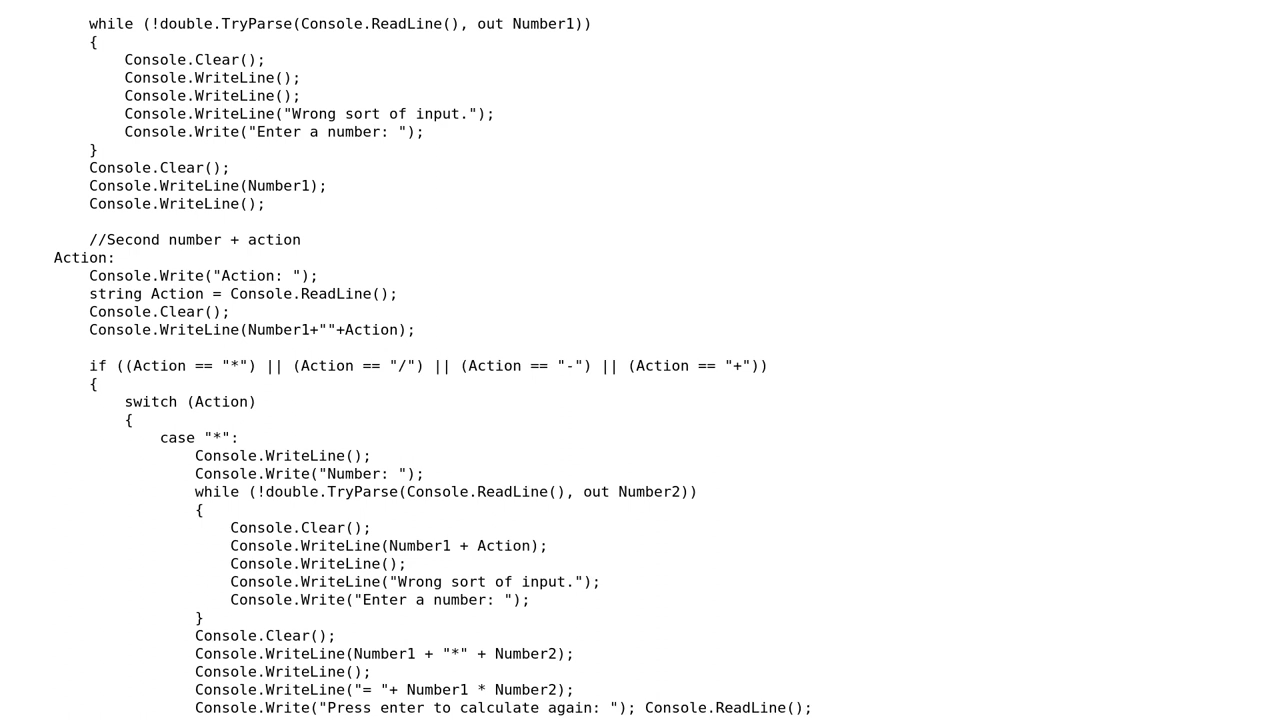 while (!double.TryParse(Console.ReadLine(), out Number1))
{
Console.Clear();
Console.WriteLine();
Console.WriteLine();
Console.WriteLine("Wrong sort of input.");
Console.Write("Enter a number: ");
}
Console.Clear();
Console.WriteLine(Number1);
Console.WriteLine();
//Second number + action
Action:
Console.Write("Action: ");
string Action = Console.ReadLine();
Console.Clear();
Console.WriteLine(Number1+""+Action);
if ((Action == "*") || (Action == "/") || (Action == "-") || (Action == "+"))
{
switch (Action)
{
case "*":
Console.WriteLine();
Console.Write("Number: ");
while (!double.TryParse(Console.ReadLine(), out Number2))
{
Console.Clear();
Console.WriteLine(Number1 + Action);
Console.WriteLine();
Console.WriteLine("Wrong sort of input.");
Console.Write("Enter a number: ");
}
Console.Clear();
Console.WriteLine(Number1 + "*" + Number2);
Console.WriteLine();
Console.WriteLine("= "+ Number1 * Number2);
Console.Write("Press enter to calculate again: "); Console.ReadLine();